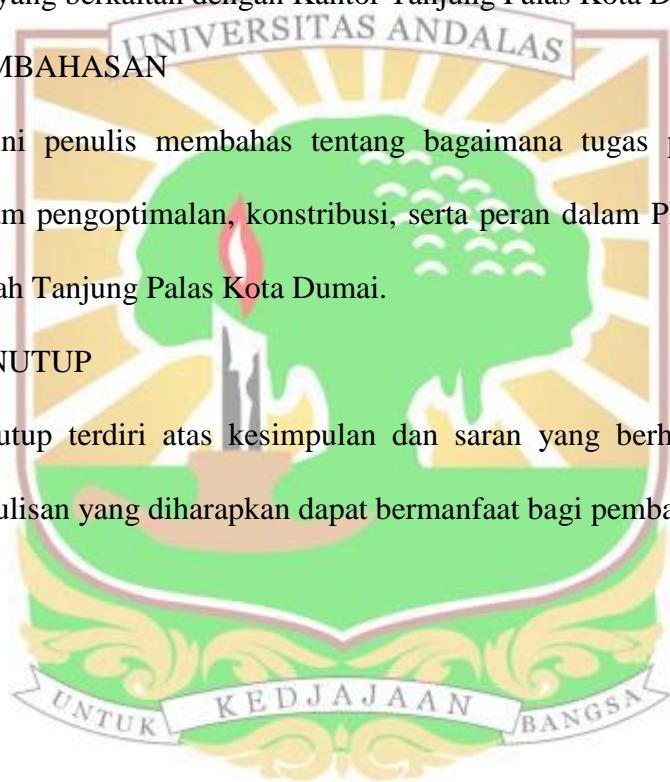 yang berkaitan dengan Kantor Tanjung Palas Kota D
UNIVERSITAS ANDALAS
MBAHASAN
ini penulis membahas tentang bagaimana tugas p
am pengoptimalan, konstribusi, serta peran dalam P
ah Tanjung Palas Kota Dumai.
NUTUP
utup terdiri atas kesimpulan dan saran yang berh
ulisan yang diharapkan dapat bermanfaat bagi pemba
UNTUK KEDJAJAAN BANGSA